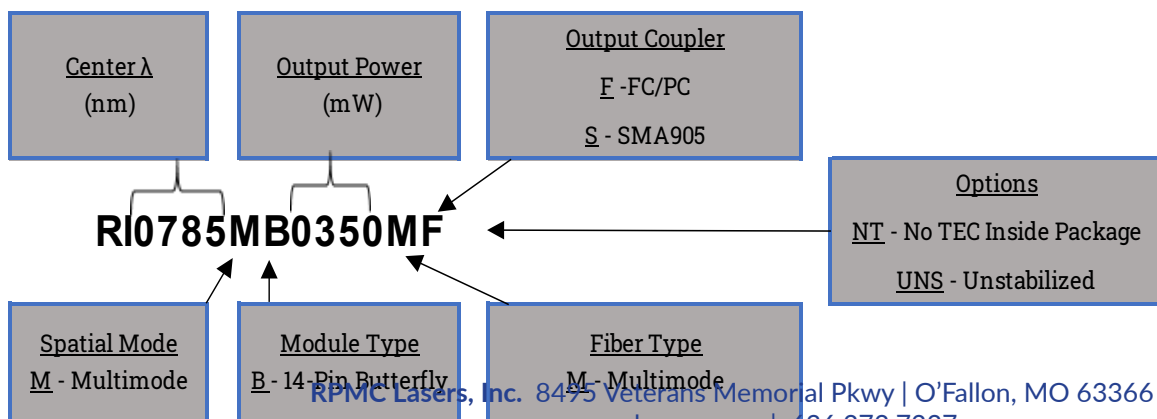 Center λ
(nm)
Output Power
(mW)
Output Coupler
F -FC/PC
S - SMA905
Options
NT - No TEC Inside Package
UNS - Unstabilized
RI0785MB0350MF
Spatial Mode
M - Multimode
Module Type
B - 14-Pin Butterfly
Fiber Type
M - Multimode
RPMC Lasers, Inc. 8495 Veterans Memorial Pkwy | O’Fallon, MO 63366